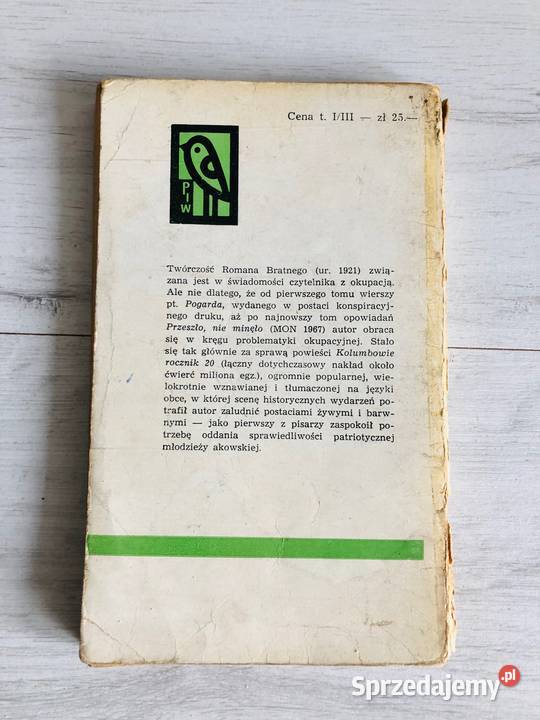 Cena t. I/III — zł 25.—
PIW
Twórczość Romana Bratnego (ur. 1921) zwią-
zana jest w świadomości czytelnika z okupacją.
Ale nie dlatego, że od pierwszego tomu wierszy
pt. Pogarda, wydanego w postaci konspiracyj-
nego druku, aż po najnowszy tom opowiadań
Przeszło, nie minęło (MON 1967) autor obraca
się w kręgu problematyki okupacyjnej. Stało
się tak głównie za sprawą powieści Kolumbowie
rocznik 20 (łączny dotychczasowy nakład około
ćwierć miliona egz.), ogromnie popularnej, wie-
lokrotnie wznawianej i tłumaczonej na języki
obce, w której scenę historycznych wydarzeń po-
trafił autor zaludnić postaciami żywymi i barw-
nymi — jako pierwszy z pisarzy zaspokoił po-
trzebę oddania sprawiedliwości patriotycznej
młodzieży akowskiej.
Sprzedajemy.pl